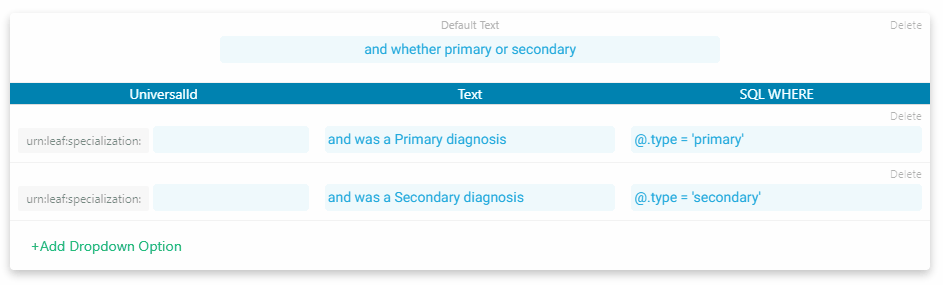 Default Text
Delete
and whether primary or secondary
UniversalId Text SQL WHERE
Delete
urn:leaf:specialization: and was a Primary diagnosis @.type = 'primary'
Delete
urn:leaf:specialization: and was a Secondary diagnosis @.type = 'secondary'
+Add Dropdown Option